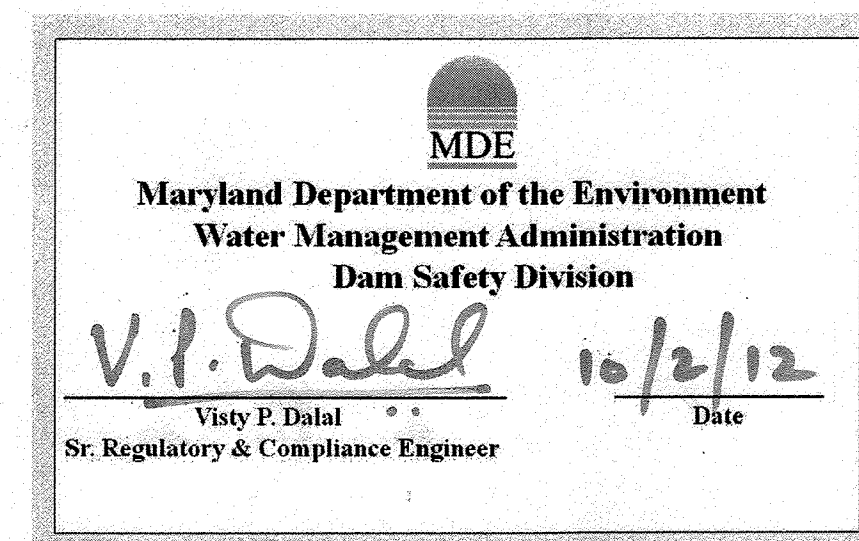 MDE
Maryland Department of the Environment
Water Management Administration
Dam Safety Division
V.P. Dalal 10/2/12
Visty P. Dalal Date
Sr. Regulatory & Compliance Engineer